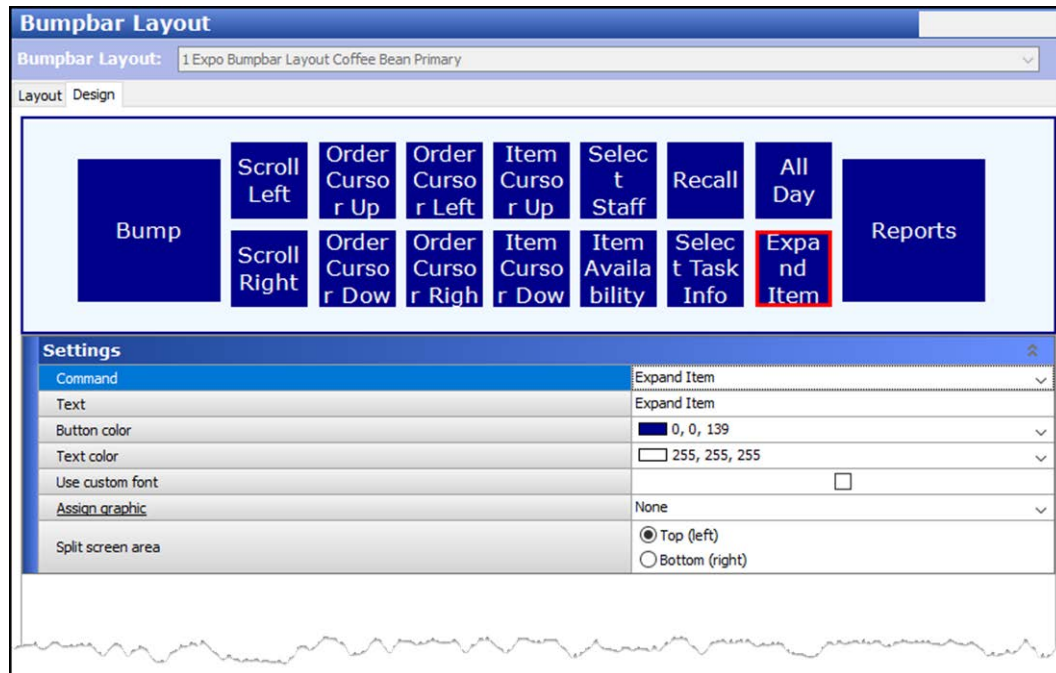 Bumpbar Layout
Bumpbar Layout: 1 Expo Bumpbar Layout Coffee Bean Primary
Layout Design
Bump
Scroll
Left
Order
Curso
r Up
Order
Curso
r Left
Item
Curso
r Up
Selec
t
Staff
Recall
All
Day
Reports
Scroll
Right
Order
Curso
r Dow
Order
Curso
r Righ
Item
Curso
r Dow
Item
Availa
bility
Selec
t Task
Info
Expa
nd
Item
Settings
Command Expand Item
Text Expand Item
Button color 0, 0, 139
Text color 255, 255, 255
Use custom font
Assign graphic None
Split screen area
Top (left)
Bottom (right)